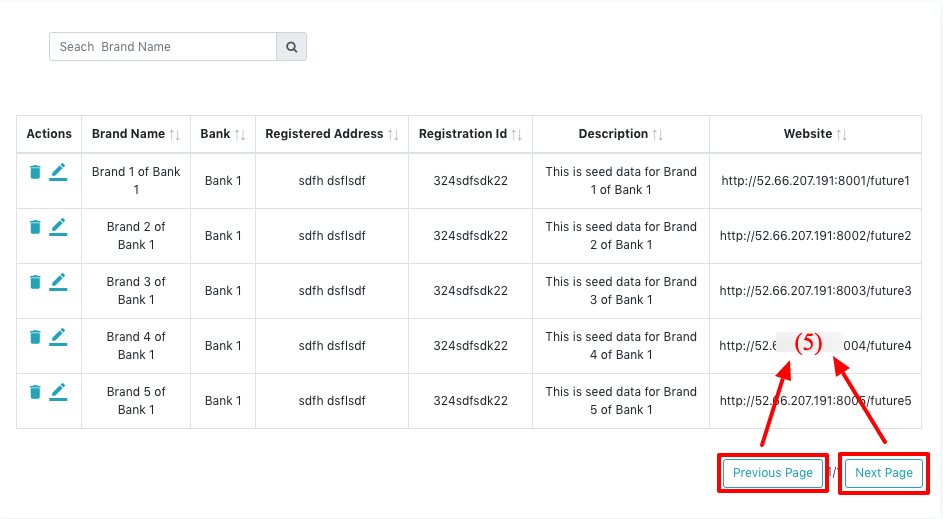 Seach Brand Name
Actions Brand Name Bank Registered Address Registration Id Description Website
Brand 1 of Bank 1 Bank 1 sdfh dsflsdf 324sdfsdk22 This is seed data for Brand 1 of Bank 1 http://52.66.207.191:8001/future1
Brand 2 of Bank 1 Bank 1 sdfh dsflsdf 324sdfsdk22 This is seed data for Brand 2 of Bank 1 http://52.66.207.191:8002/future2
Brand 3 of Bank 1 Bank 1 sdfh dsflsdf 324sdfsdk22 This is seed data for Brand 3 of Bank 1 http://52.66.207.191:8003/future3
Brand 4 of Bank 1 Bank 1 sdfh dsflsdf 324sdfsdk22 This is seed data for Brand 4 of Bank 1 http://52.6 (5) 004/future4
Brand 5 of Bank 1 Bank 1 sdfh dsflsdf 324sdfsdk22 This is seed data for Brand 5 of Bank 1 http://52.66.207.191:8005/future5
Previous Page Next Page